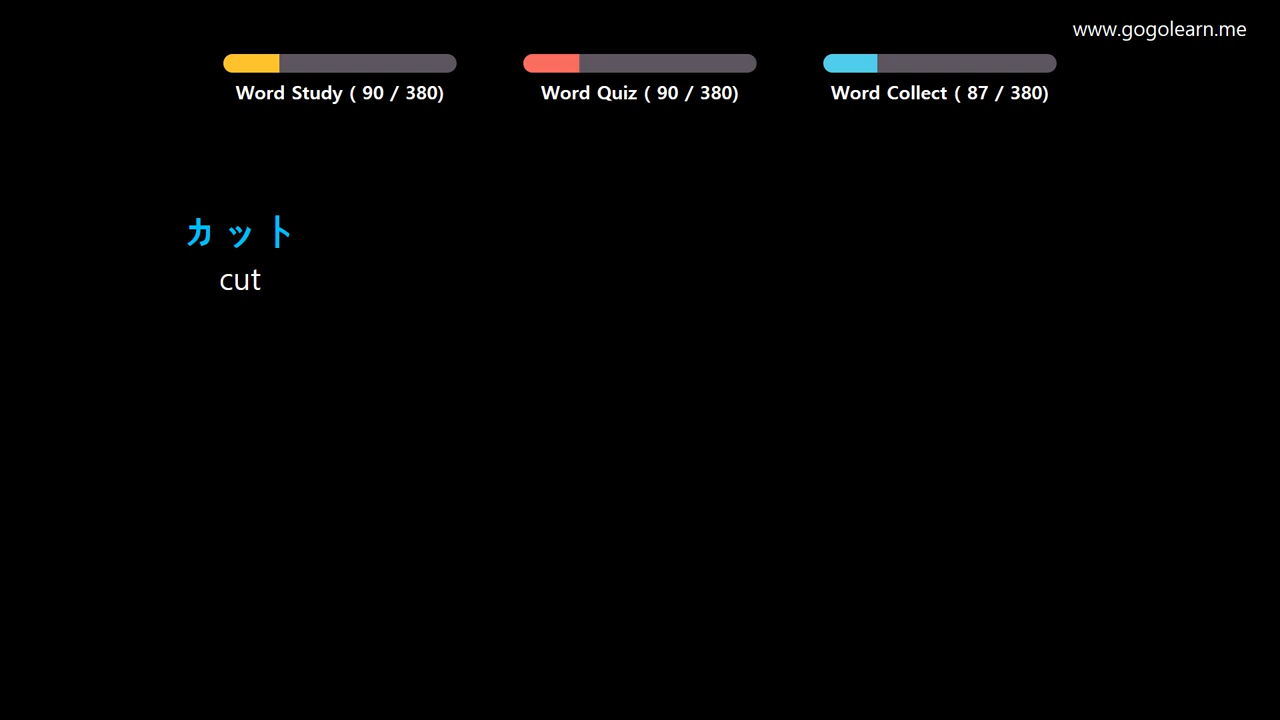 www.gogolearn.me
Word Study ( 90 / 380)
Word Quiz ( 90 / 380)
Word Collect ( 87 / 380)
カット
cut